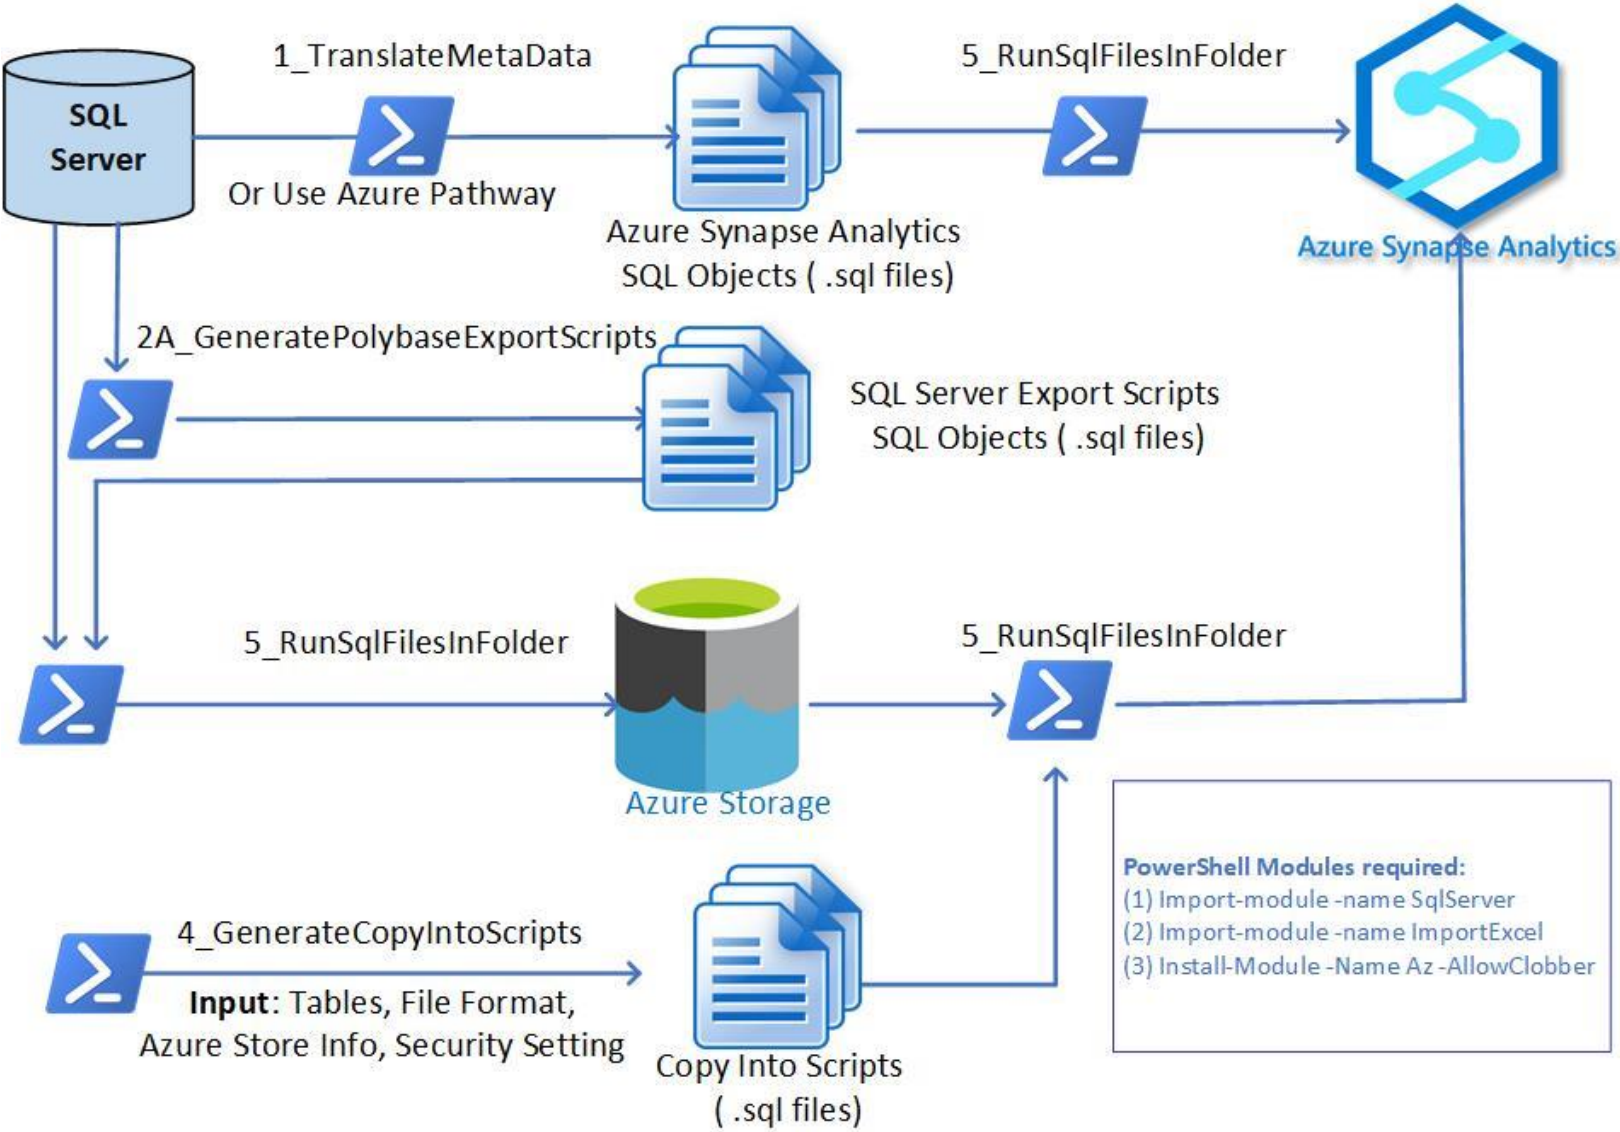 1_TranslateMetaData
5_RunSqlFilesInFolder
SQL
Server
Or Use Azure Pathway
Azure Synapse Analytics
SQL Objects ( .sql files)
Azure Synapse Analytics
2A_GeneratePolybaseExportScripts
SQL Server Export Scripts
SQL Objects ( .sql files)
5_RunSqlFilesInFolder
5_RunSqlFilesInFolder
Azure Storage
PowerShell Modules required:
(1) Import-module -name SqlServer
(2) Import-module -name ImportExcel
(3) Install-Module -Name Az -AllowClobber
4_GenerateCopyIntoScripts
Input: Tables, File Format,
Azure Store Info, Security Setting
Copy Into Scripts
( .sql files)